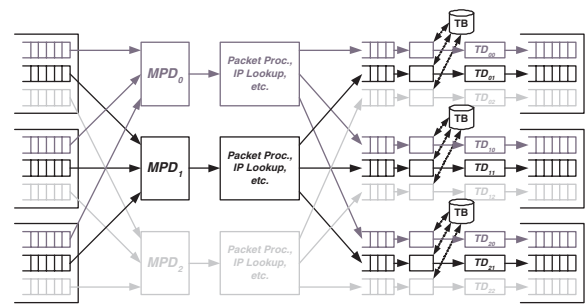 TB
MPD0
Packet Proc.,
IP Lookup,
etc.
TD00
TD01
TD02
TB
MPD1
Packet Proc.,
IP Lookup,
etc.
TD10
TD11
TD12
TB
MPD2
Packet Proc.,
IP Lookup,
etc.
TD20
TD21
TD22